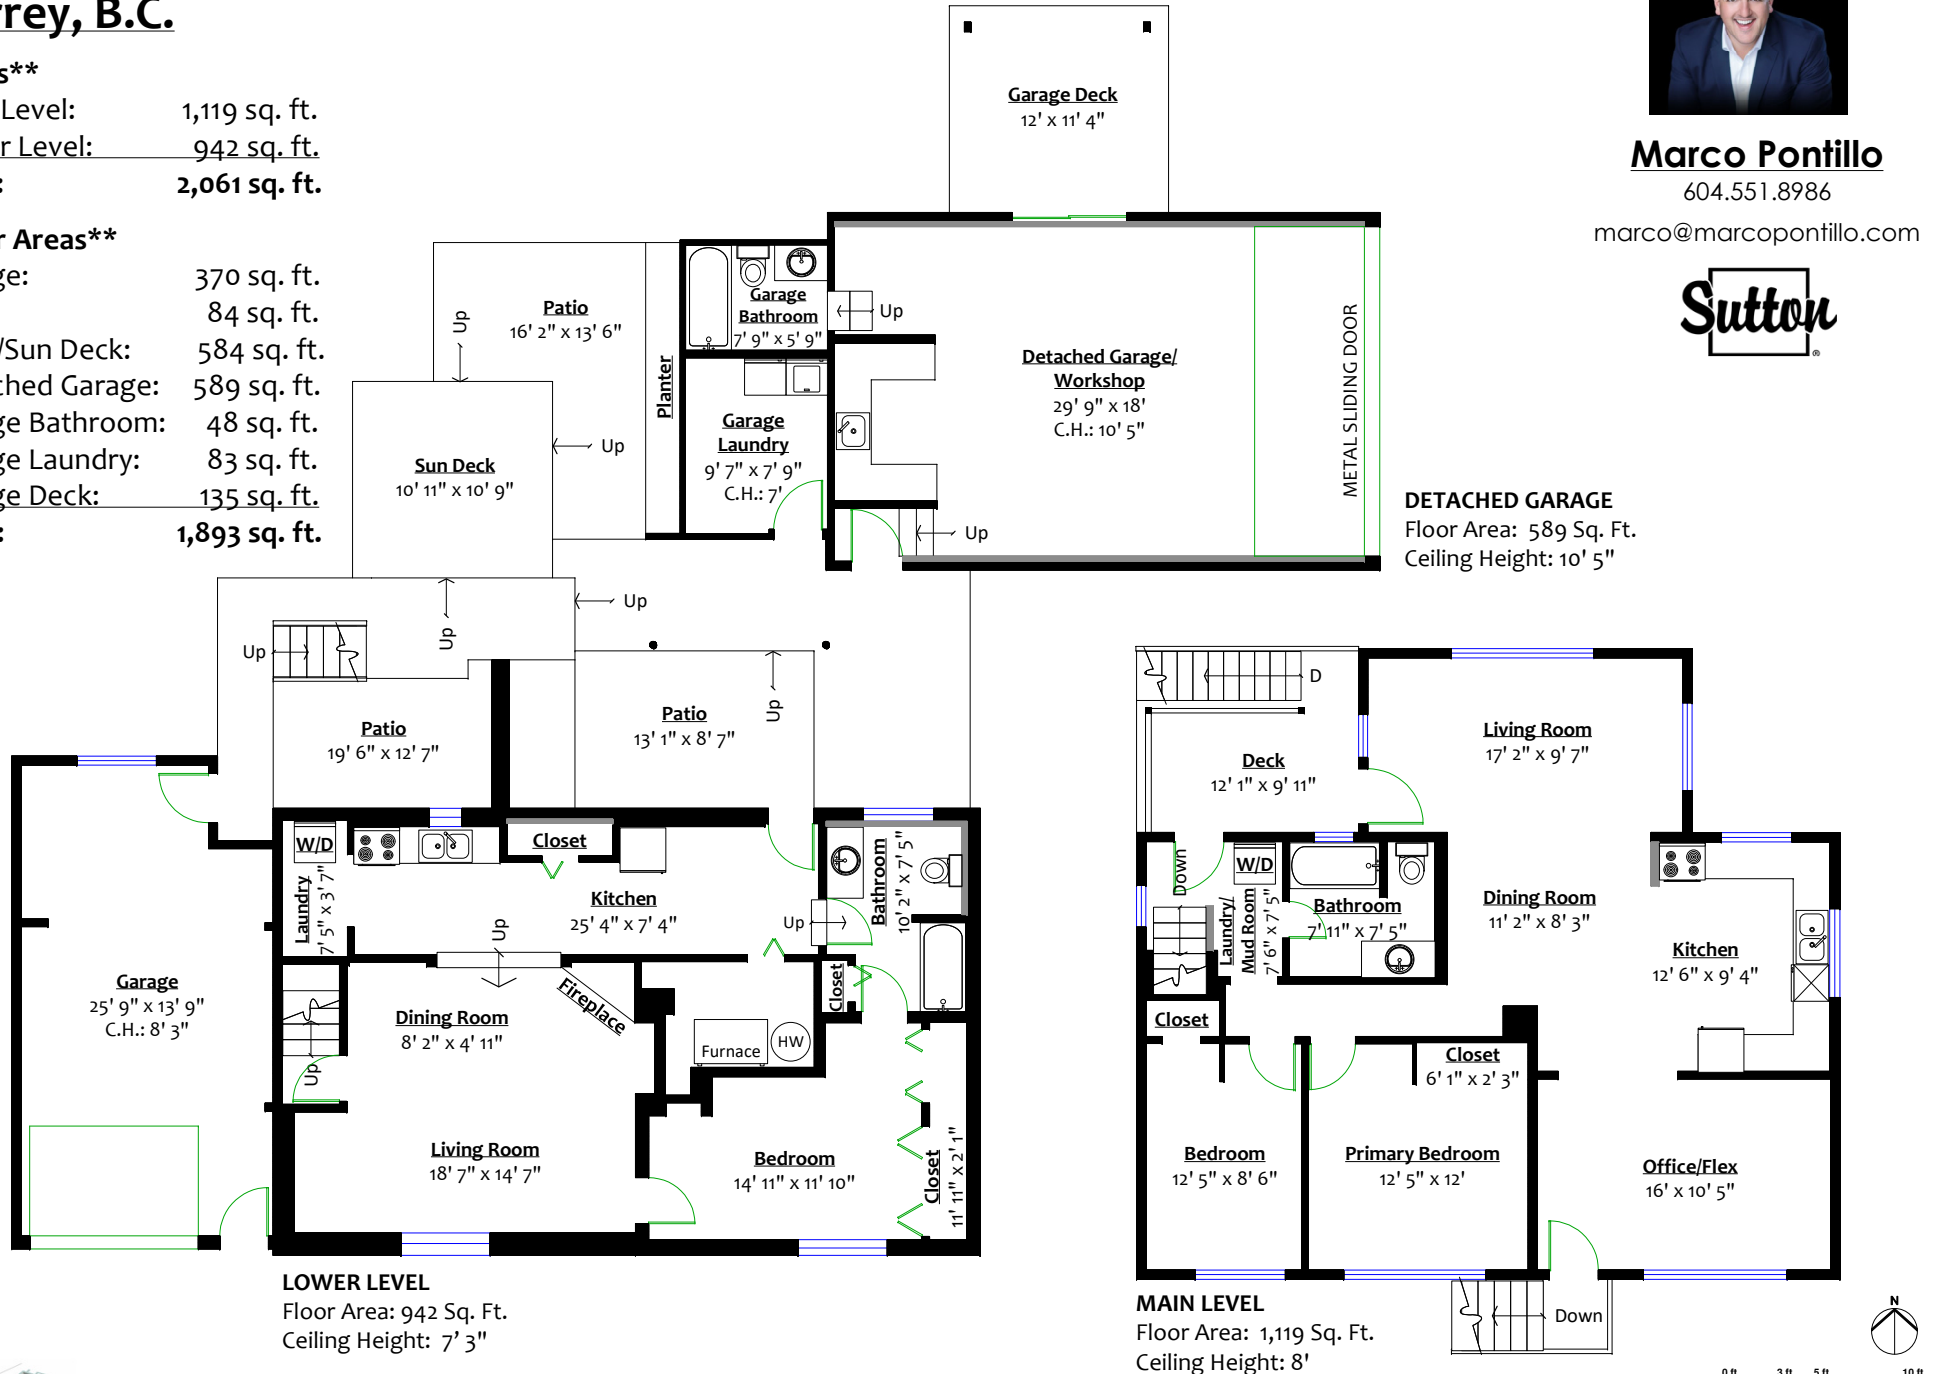 rrey, B.C.
s**
Level: 1,119 sq. ft.
r Level: 942 sq. ft.
: 2,061 sq. ft.
r Areas**
ge: 370 sq. ft.
84 sq. ft.
/Sun Deck: 584 sq. ft.
ched Garage: 589 sq. ft.
ge Bathroom: 48 sq. ft.
ge Laundry: 83 sq. ft.
ge Deck: 135 sq. ft.
: 1,893 sq. ft.
Marco Pontillo
604.551.8986
marco@marcopontillo.com
Sutton
®
Garage Deck
12' x 11' 4"
Patio
16' 2" x 13' 6"
Up
Up
Planter
Garage
Bathroom
7' 9" x 5' 9"
Up
Garage
Laundry
9' 7" x 7' 9"
C.H.: 7'
Detached Garage/
Workshop
29' 9" x 18'
C.H.: 10' 5"
METAL SLIDING DOOR
Up
DETACHED GARAGE
Floor Area: 589 Sq. Ft.
Ceiling Height: 10' 5"
Sun Deck
10' 11" x 10' 9"
Up
Up
Up
Patio
19' 6" x 12' 7"
Patio
13' 1" x 8' 7"
Up
W/D
Laundry
7' 5" x 3' 7"
Closet
Kitchen
25' 4" x 7' 4"
Up
Up
Bathroom
10' 2" x 7' 5"
Garage
25' 9" x 13' 9"
C.H.: 8' 3"
Up
Dining Room
8' 2" x 4' 11"
Fireplace
Furnace
HW
Closet
Living Room
18' 7" x 14' 7"
Bedroom
14' 11" x 11' 10"
Closet
11' 11" x 2' 1"
LOWER LEVEL
Floor Area: 942 Sq. Ft.
Ceiling Height: 7' 3"
D
Deck
12' 1" x 9' 11"
Living Room
17' 2" x 9' 7"
Down
W/D
Laundry/
Mud Room
7' 6" x 7' 5"
Bathroom
7' 11" x 7' 5"
Dining Room
11' 2" x 8' 3"
Kitchen
12' 6" x 9' 4"
Closet
Closet
6' 1" x 2' 3"
Bedroom
12' 5" x 8' 6"
Primary Bedroom
12' 5" x 12'
Office/Flex
16' x 10' 5"
Down
MAIN LEVEL
Floor Area: 1,119 Sq. Ft.
Ceiling Height: 8'
N
0 ft 3 ft 5 ft 10 ft